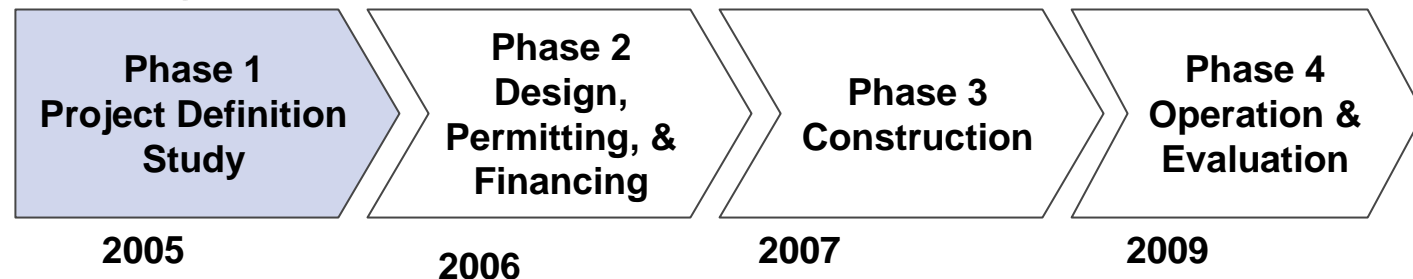 Phase 1
Project Definition
Study
Phase 2
Design,
Permitting, &
Financing
Phase 3
Construction
Phase 4
Operation &
Evaluation
2005
2006
2007
2009